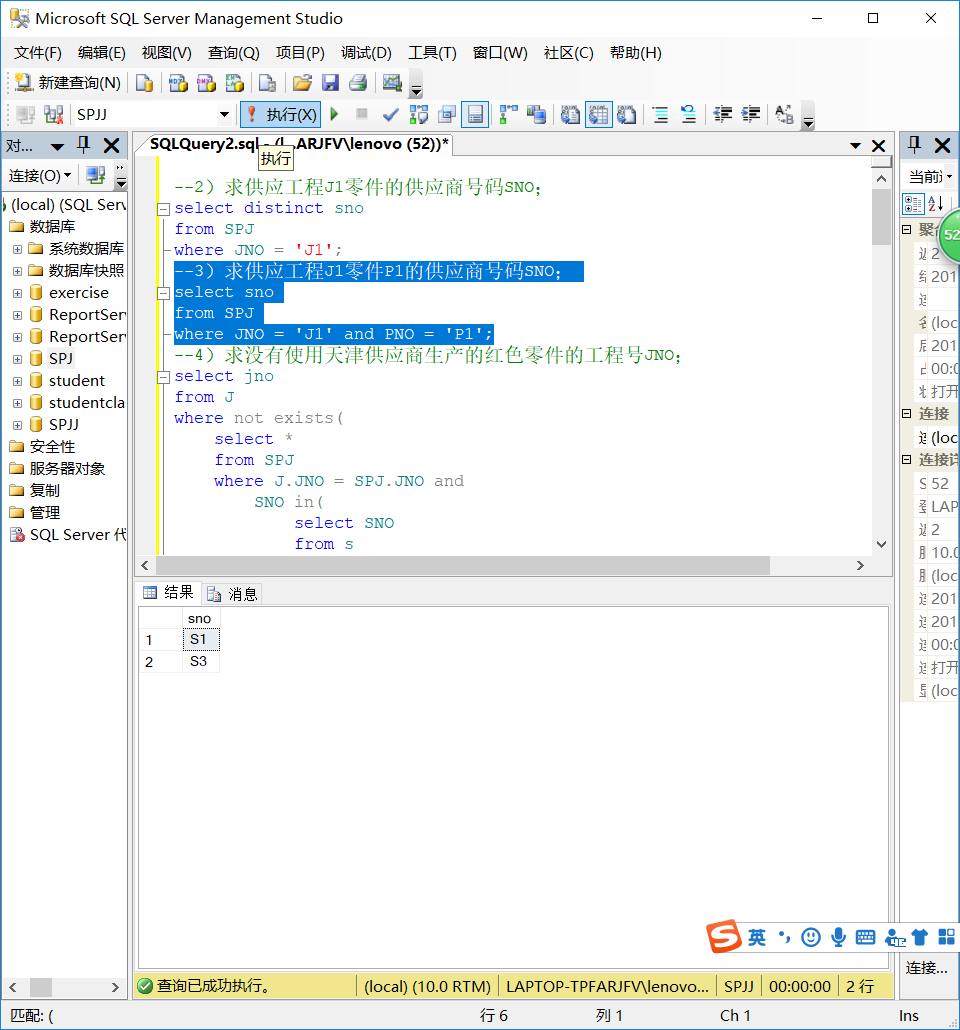 Microsoft SQL Server Management Studio
文件(F) 编辑(E) 视图(V) 查询(Q) 项目(P) 调试(D) 工具(T) 窗口(W) 社区(C) 帮助(H)
新建查询(N)
SPJJ 执行(X)
对...
SQLQuery2.sql - (l...ARJFV\lenovo (52))*
执行
连接(O)
(local) (SQL Serv
数据库
系统数据库
数据库快照
exercise
ReportServ
ReportServ
SPJ
student
studentcla
SPJJ
安全性
服务器对象
复制
管理
SQL Server 代
--2）求供应工程J1零件的供应商号码SNO;
select distinct sno
from SPJ
where JNO = 'J1';
--3）求供应工程J1零件P1的供应商号码SNO;
select sno
from SPJ
where JNO = 'J1' and PNO = 'P1';
--4）求没有使用天津供应商生产的红色零件的工程号JNO;
select jno
from J
where not exists(
select *
from SPJ
where J.JNO = SPJ.JNO and
SNO in(
select SNO
from s
结果 消息
sno
1 S1
2 S3
当前
52
2
201
名 (loc
201
00:0
打开
连接
(loc
连接详
S 52
登 LAP
2
10.0
(loc
201
201
00:0
打开
(loc
英
连接...
查询已成功执行。 (local) (10.0 RTM) LAPTOP-TPFARJFV\lenovo... SPJJ 00:00:00 2 行
匹配: ( 行 6 列 1 Ch 1 Ins